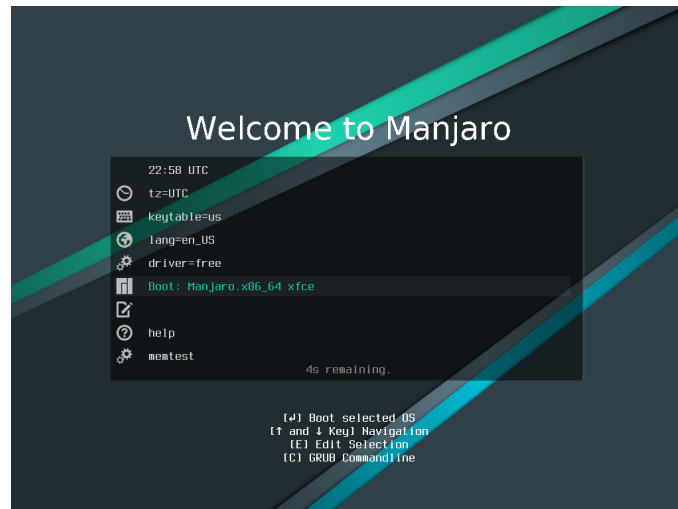 Welcome to Manjaro
22:58 UTC
tz=UTC
keytable=us
lang=en_US
driver=free
Boot: Manjaro.x86_64 xfce
help
memtest
4s remaining.
[↲] Boot selected OS
[↑ and ↓ Key] Navigation
[E] Edit Selection
[C] GRUB Commandline